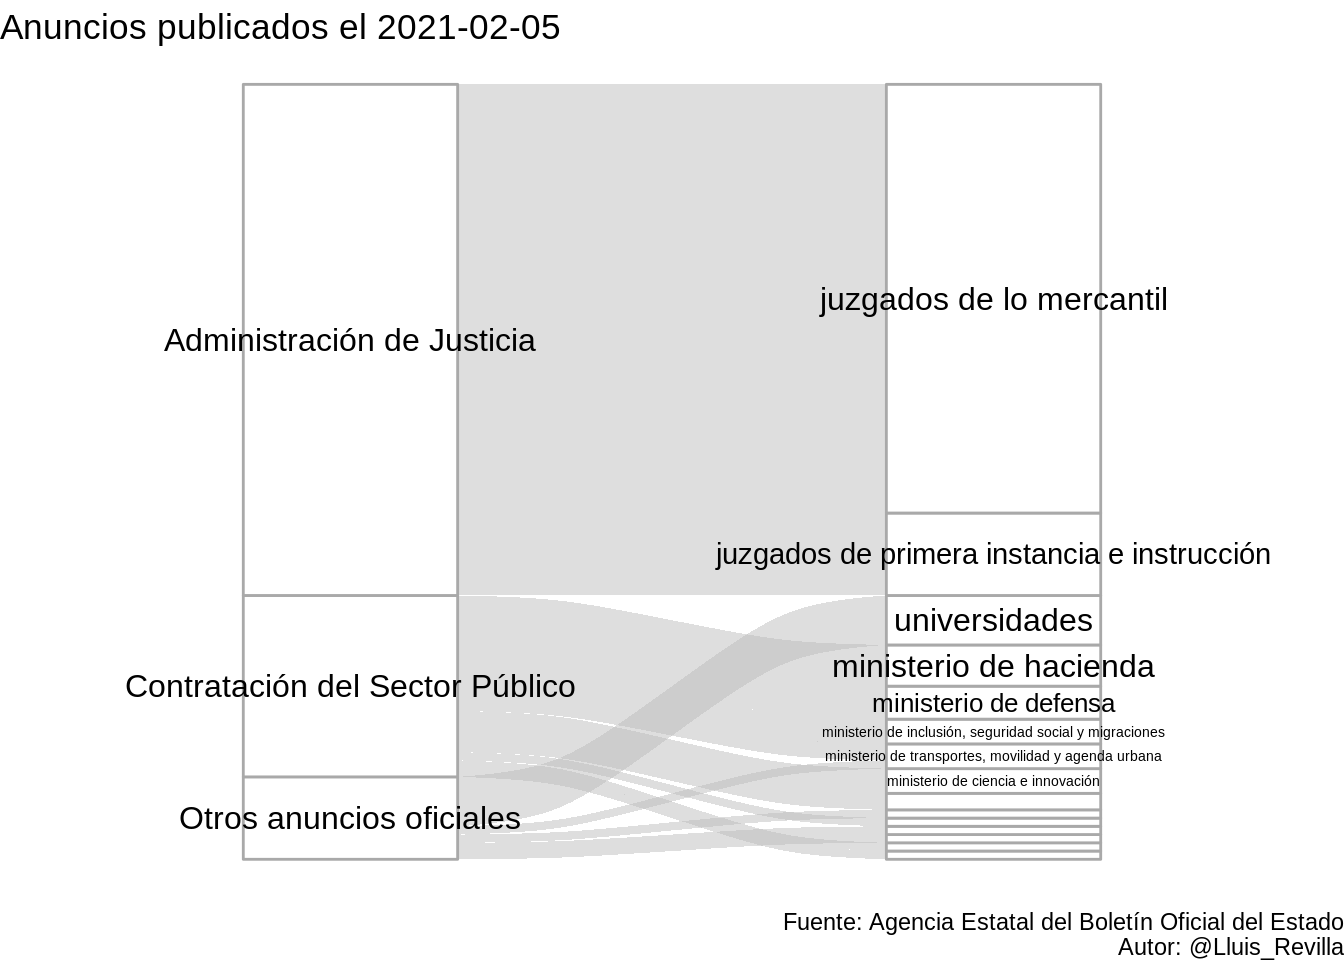 Anuncios publicados el 2021-02-05
Administración de Justicia
Contratación del Sector Público
Otros anuncios oficiales
juzgados de lo mercantil
juzgados de primera instancia e instrucción
universidades
ministerio de hacienda
ministerio de defensa
ministerio de inclusión, seguridad social y migraciones
ministerio de transportes, movilidad y agenda urbana
ministerio de ciencia e innovación
Fuente: Agencia Estatal del Boletín Oficial del Estado
Autor: @Lluis_Revilla